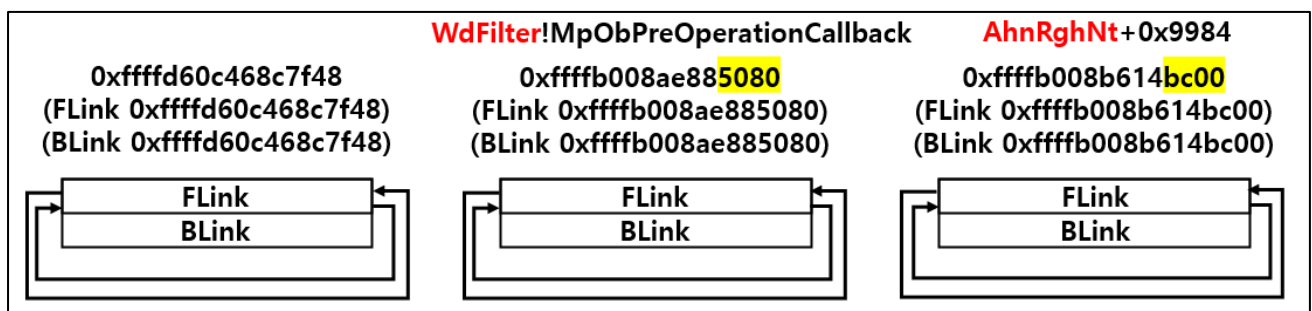 WdFilter!MpObPreOperationCallback
AhnRghNt+0x9984
0xffffd60c468c7f48
(FLink 0xffffd60c468c7f48)
(BLink 0xffffd60c468c7f48)
0xffffb008ae885080
(FLink 0xffffb008ae885080)
(BLink 0xffffb008ae885080)
0xffffb008b614bc00
(FLink 0xffffb008b614bc00)
(BLink 0xffffb008b614bc00)
FLink
BLink
FLink
BLink
FLink
BLink